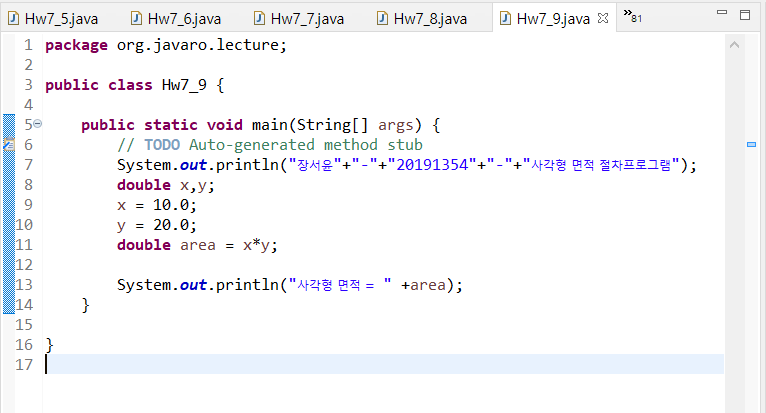 Hw7_5.java Hw7_6.java Hw7_7.java Hw7_8.java Hw7_9.java »81
1 package org.javaro.lecture;
2
3 public class Hw7_9 {
4
5 public static void main(String[] args) {
6 // TODO Auto-generated method stub
7 System.out.println("장서윤"+"-"+"20191354"+"-"+"사각형 면적 절차프로그램");
8 double x,y;
9 x = 10.0;
10 y = 20.0;
11 double area = x*y;
12
13 System.out.println("사각형 면적 = " +area);
14 }
15
16 }
17